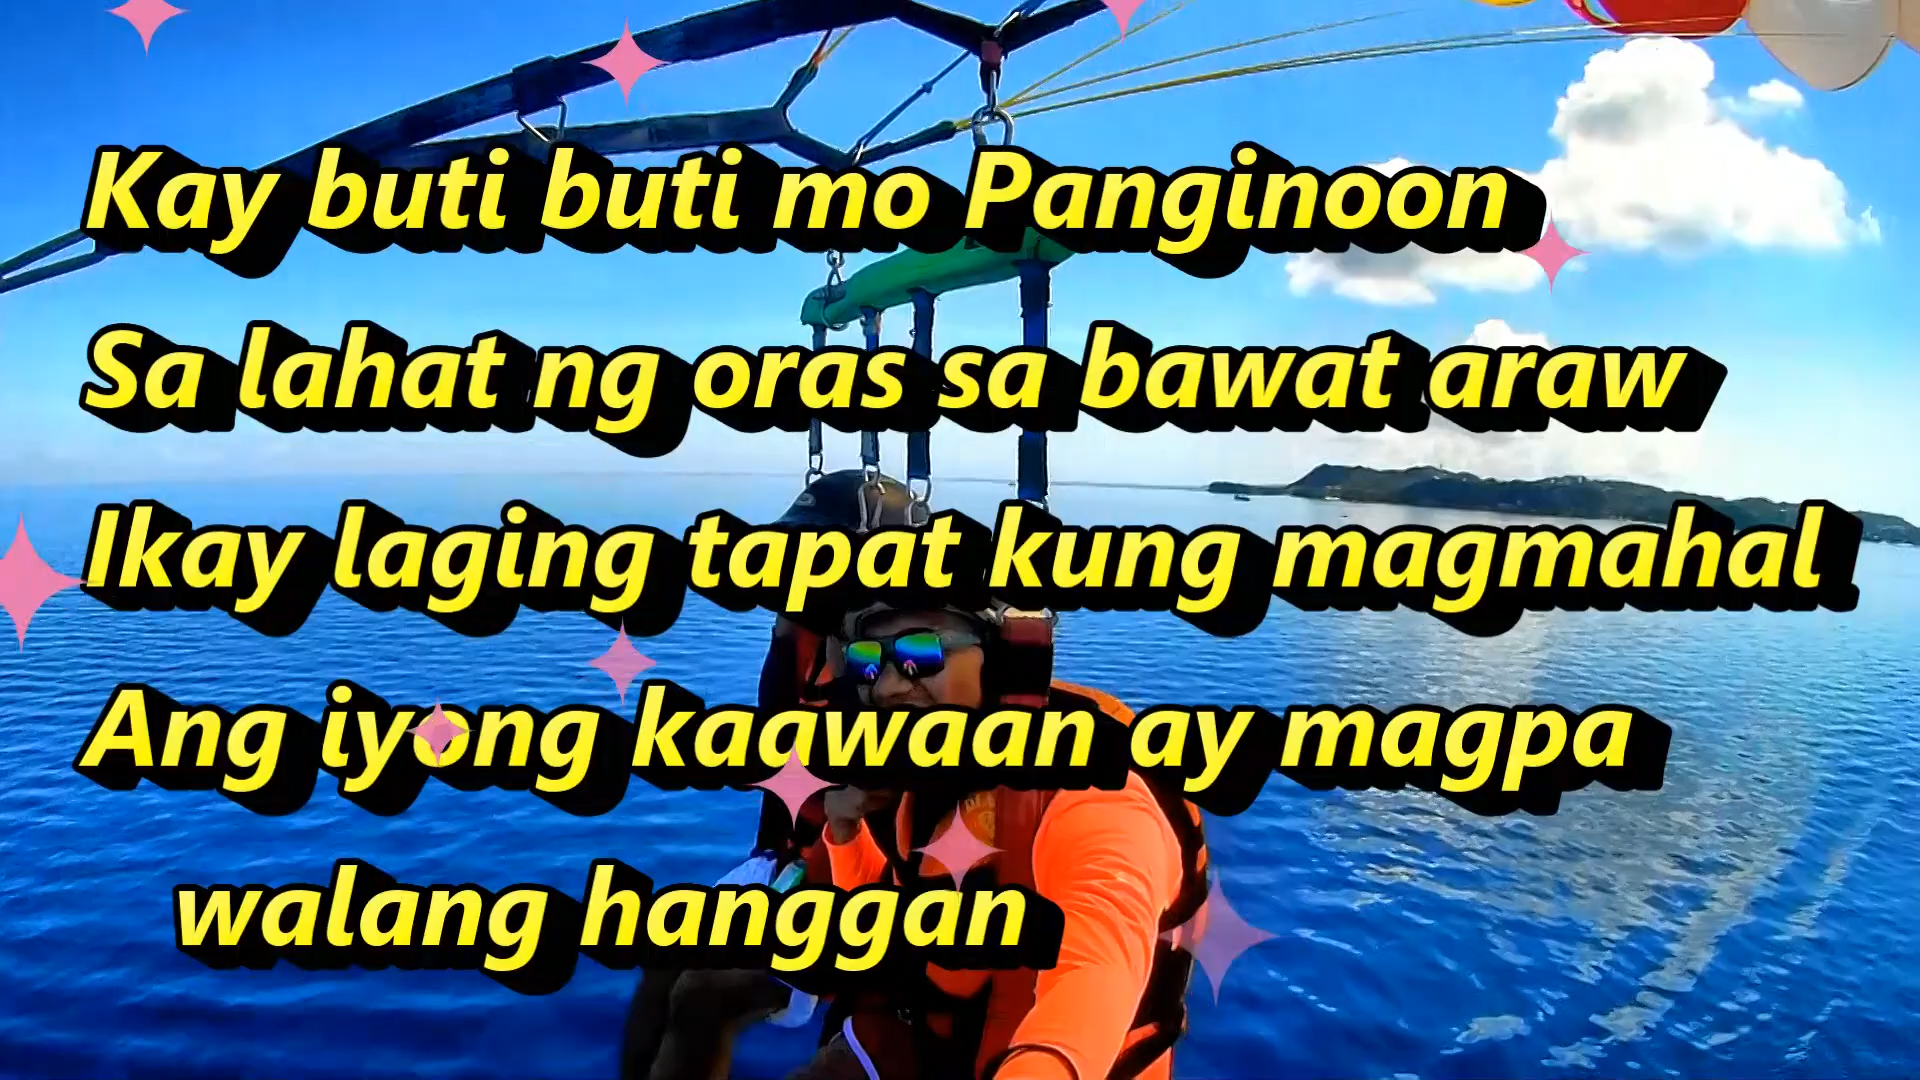 Kay buti buti mo Panginoon
Sa lahat ng oras sa bawat araw
Ikay laging tapat kung magmahal
Ang iyong kaawaan ay magpa
walang hanggan